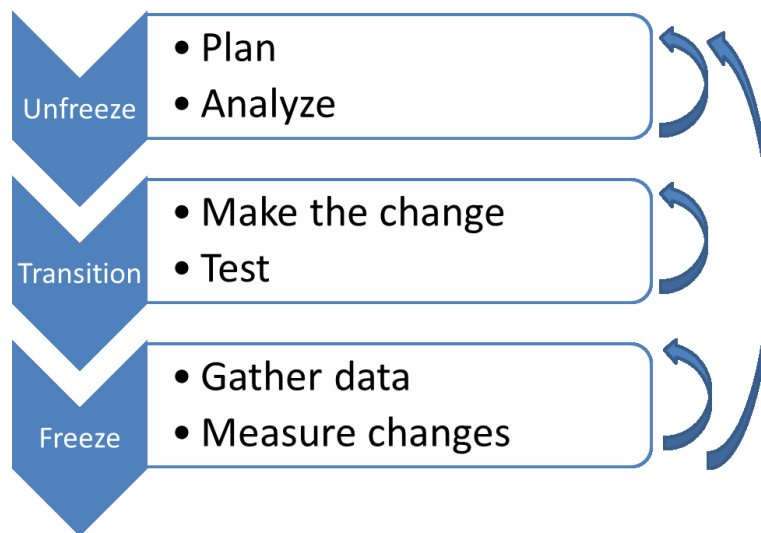 Unfreeze
• Plan
• Analyze
Transition
• Make the change
• Test
Freeze
• Gather data
• Measure changes